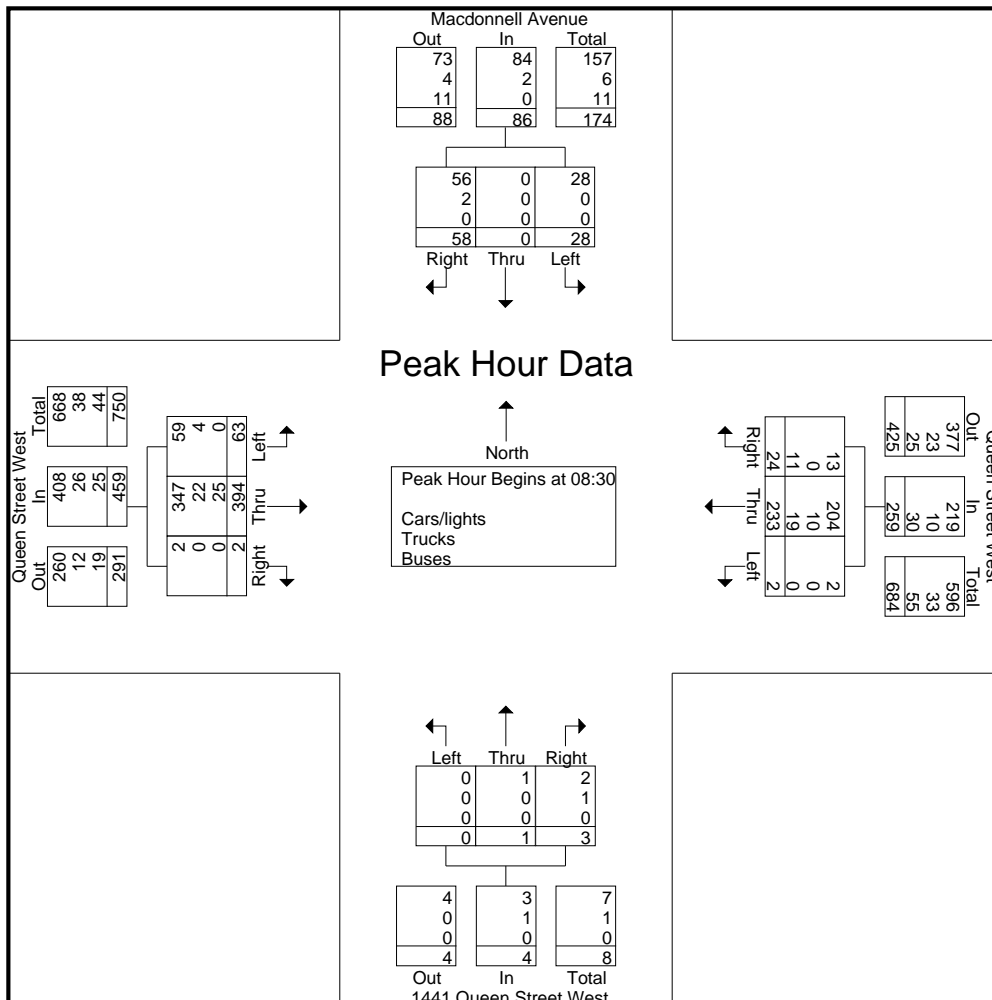 Macdonnell Avenue
Out In Total
73 84 157
4 2 6
11 0 11
88 86 174
56 0 28
2 0 0
0 0 0
58 0 28
Right Thru Left
Peak Hour Data
North
Peak Hour Begins at 08:30
Cars/lights
Trucks
Buses
Queen Street West
Total In Out
668 408 260
38 26 12
44 25 19
750 459 291
Left Thru Right
59 347 2
4 22 0
0 25 0
63 394 2
Queen Street West
Out In Total
377 219 596
23 10 33
25 30 55
425 259 684
Right Thru Left
13 204 2
0 10 0
11 19 0
24 233 2
Left Thru Right
0 1 2
0 0 1
0 0 0
0 1 3
4 3 7
0 1 1
0 0 0
4 4 8
Out In Total
1441 Queen Street West